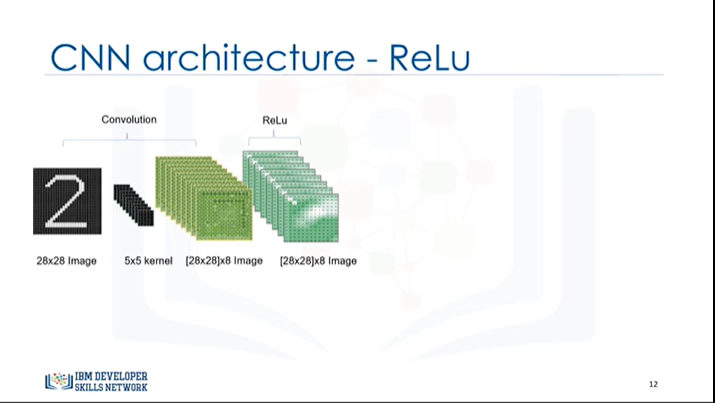 CNN architecture - ReLu
Convolution
ReLu
2
28x28 Image
5x5 kernel
[28x28]x8 Image
[28x28]x8 Image
IBM DEVELOPER
SKILLS NETWORK
12